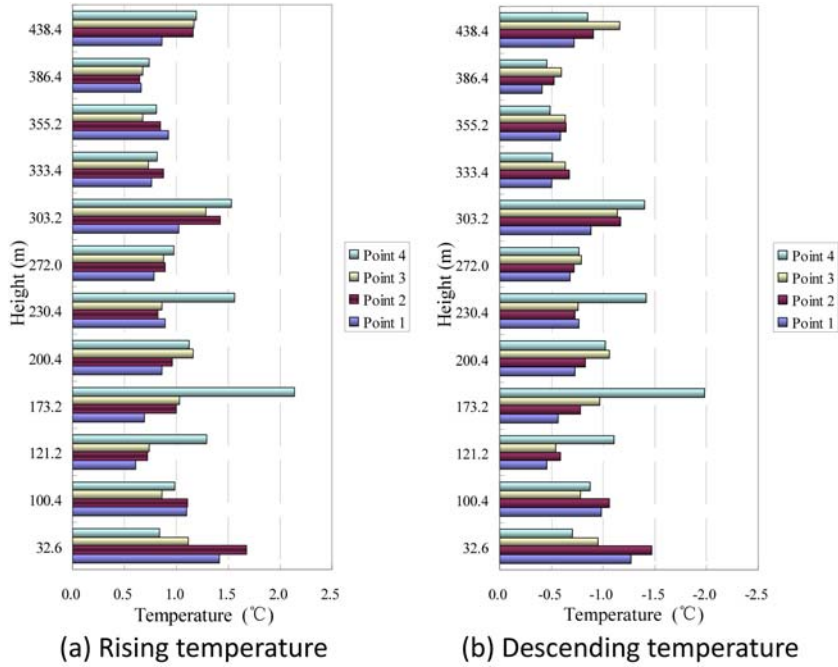 438.4
386.4
355.2
333.4
303.2
272.0
230.4
200.4
173.2
121.2
100.4
32.6
Height (m)
0.0 0.5 1.0 1.5 2.0 2.5
Temperature (℃)
Point 4
Point 3
Point 2
Point 1
(a) Rising temperature
438.4
386.4
355.2
333.4
303.2
272.0
230.4
200.4
173.2
121.2
100.4
32.6
Height (m)
0.0 -0.5 -1.0 -1.5 -2.0 -2.5
Temperature (℃)
Point 4
Point 3
Point 2
Point 1
(b) Descending temperature